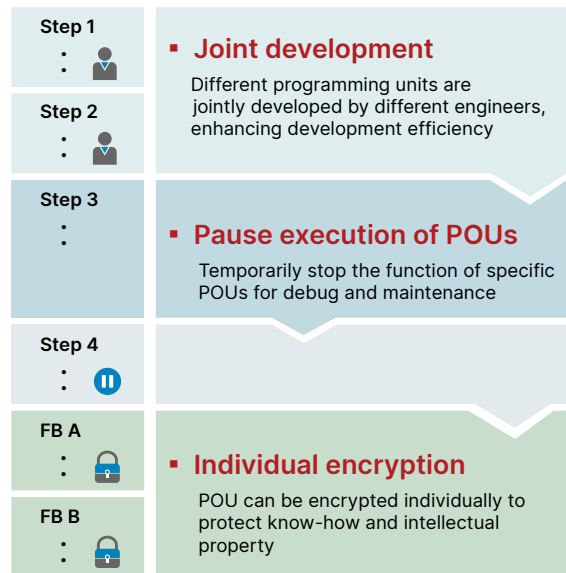 Step 1
Step 2
▪ Joint development
Different programming units are
jointly developed by different engineers,
enhancing development efficiency
Step 3
▪ Pause execution of POUs
Temporarily stop the function of specific
POUs for debug and maintenance
Step 4
FB A
FB B
▪ Individual encryption
POU can be encrypted individually to
protect know-how and intellectual
property